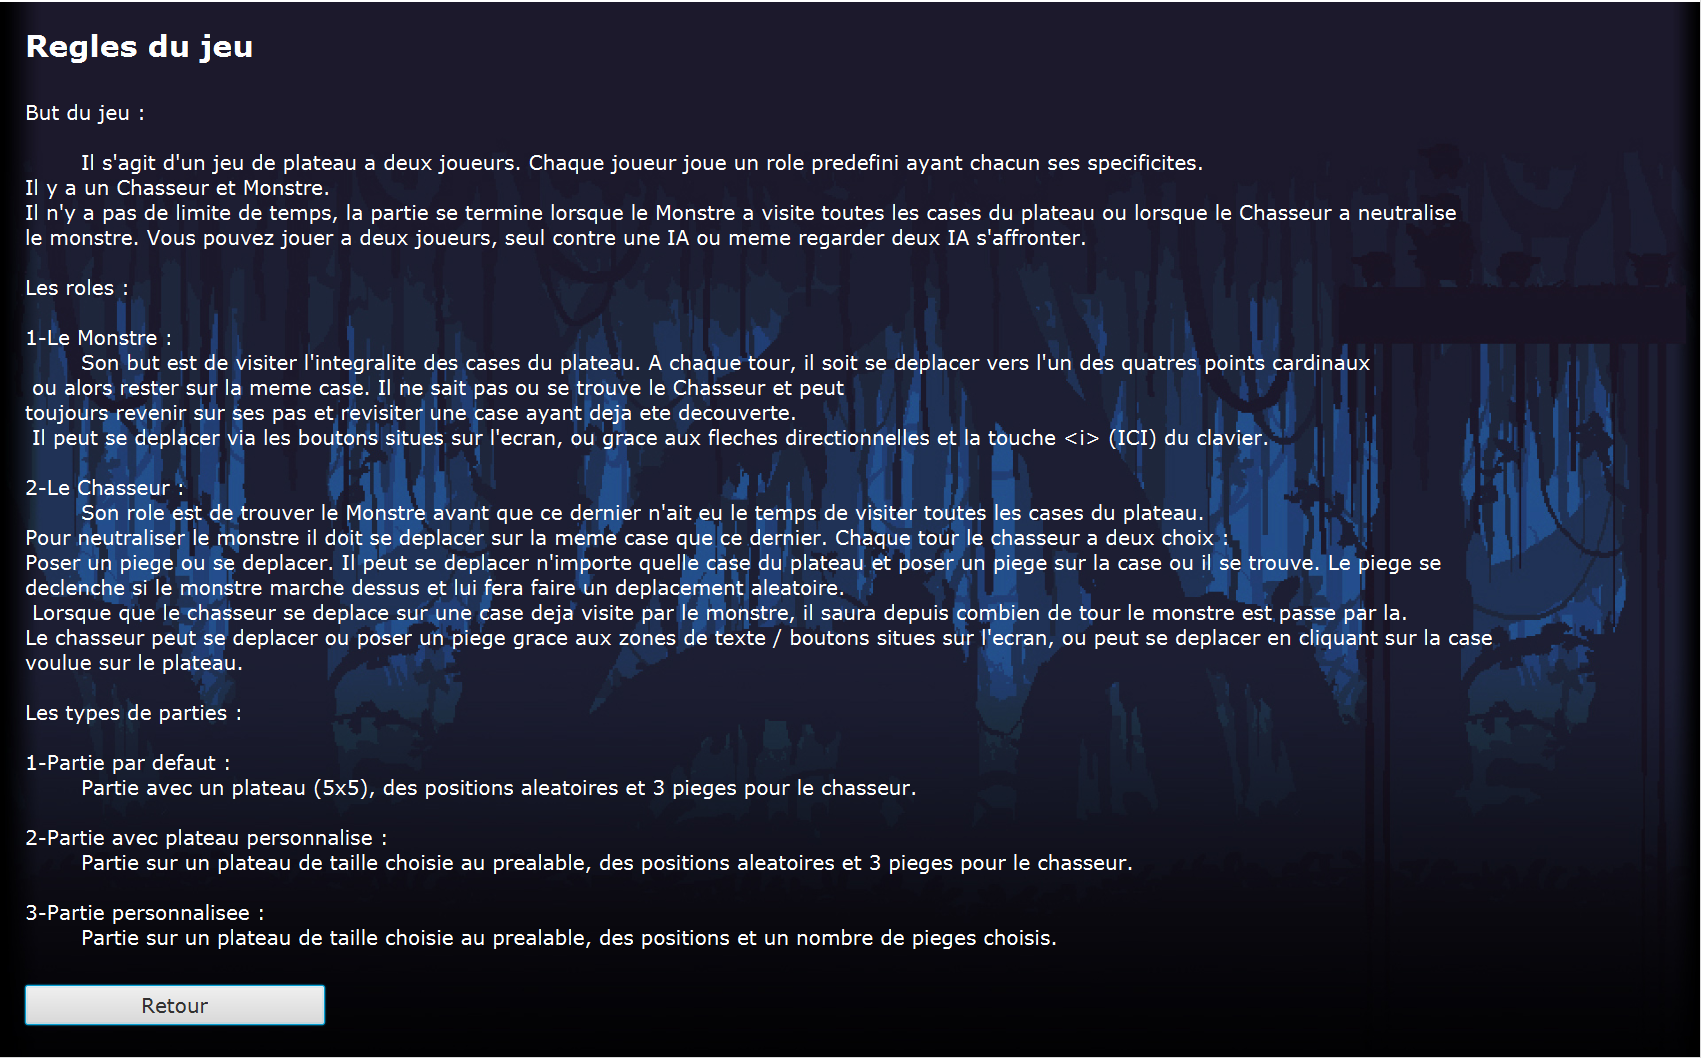 Regles du jeu
But du jeu :
Il s'agit d'un jeu de plateau a deux joueurs. Chaque joueur joue un role predefini ayant chacun ses specificites.
Il y a un Chasseur et Monstre.
Il n'y a pas de limite de temps, la partie se termine lorsque le Monstre a visite toutes les cases du plateau ou lorsque le Chasseur a neutralise
le monstre. Vous pouvez jouer a deux joueurs, seul contre une IA ou meme regarder deux IA s'affronter.
Les roles :
1-Le Monstre :
Son but est de visiter l'integralite des cases du plateau. A chaque tour, il soit se deplacer vers l'un des quatres points cardinaux
ou alors rester sur la meme case. Il ne sait pas ou se trouve le Chasseur et peut
toujours revenir sur ses pas et revisiter une case ayant deja ete decouverte.
Il peut se deplacer via les boutons situes sur l'ecran, ou grace aux fleches directionnelles et la touche <i> (ICI) du clavier.
2-Le Chasseur :
Son role est de trouver le Monstre avant que ce dernier n'ait eu le temps de visiter toutes les cases du plateau.
Pour neutraliser le monstre il doit se deplacer sur la meme case que ce dernier. Chaque tour le chasseur a deux choix :
Poser un piege ou se deplacer. Il peut se deplacer n'importe quelle case du plateau et poser un piege sur la case ou il se trouve. Le piege se
declenche si le monstre marche dessus et lui fera faire un deplacement aleatoire.
Lorsque que le chasseur se deplace sur une case deja visite par le monstre, il saura depuis combien de tour le monstre est passe par la.
Le chasseur peut se deplacer ou poser un piege grace aux zones de texte / boutons situes sur l'ecran, ou peut se deplacer en cliquant sur la case
voulue sur le plateau.
Les types de parties :
1-Partie par defaut :
Partie avec un plateau (5x5), des positions aleatoires et 3 pieges pour le chasseur.
2-Partie avec plateau personnalise :
Partie sur un plateau de taille choisie au prealable, des positions aleatoires et 3 pieges pour le chasseur.
3-Partie personnalisee :
Partie sur un plateau de taille choisie au prealable, des positions et un nombre de pieges choisis.
Retour